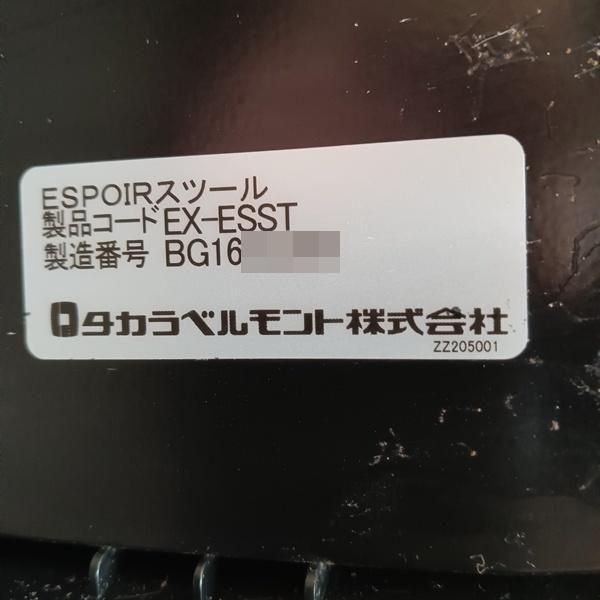 ESPOIRスツール
製品コードEX-ESST
製造番号 BG16
タカラベルモント株式会社
ZZ205001